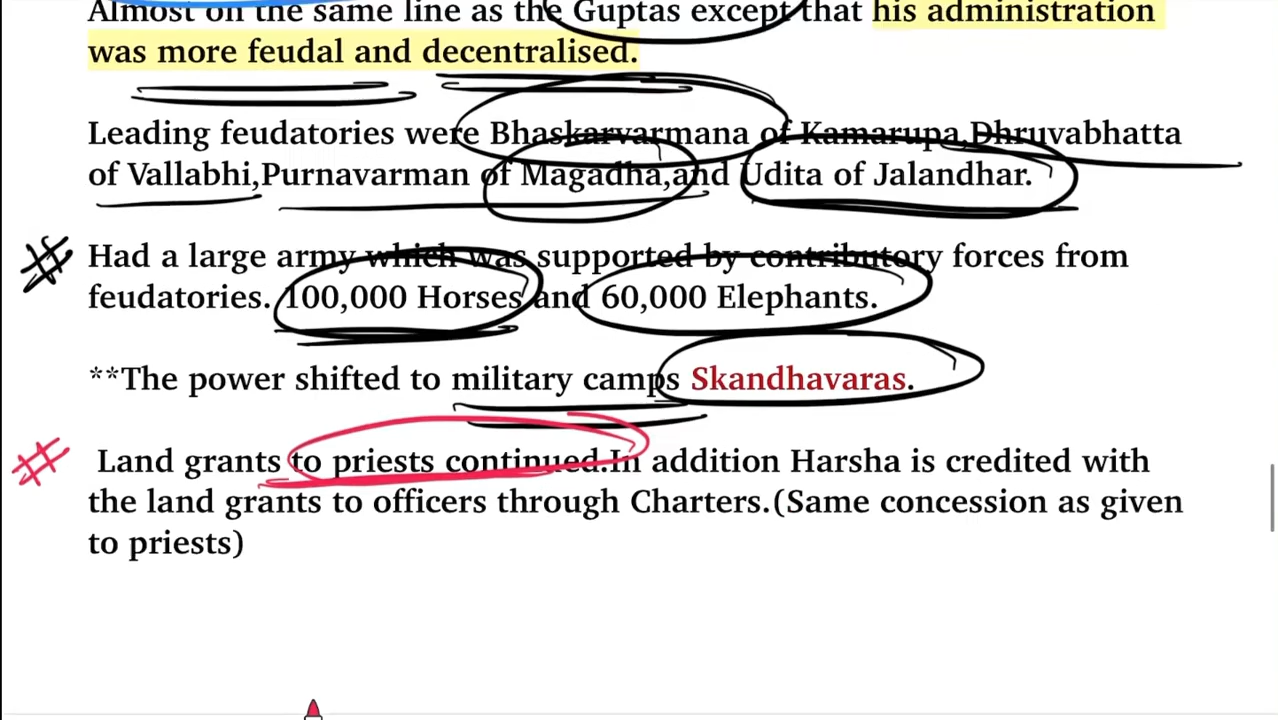 Almost on the same line as the Guptas except that his administration
was more feudal and decentralised.
Leading feudatories were Bhaskarvarmana of Kamarupa,Dhruvabhatta
of Vallabhi,Purnavarman of Magadha,and Udita of Jalandhar.
Had a large army which was supported by contributory forces from
feudatories. 100,000 Horses and 60,000 Elephants.
**The power shifted to military camps Skandhavaras.
Land grants to priests continued.In addition Harsha is credited with
the land grants to officers through Charters.(Same concession as given
to priests)